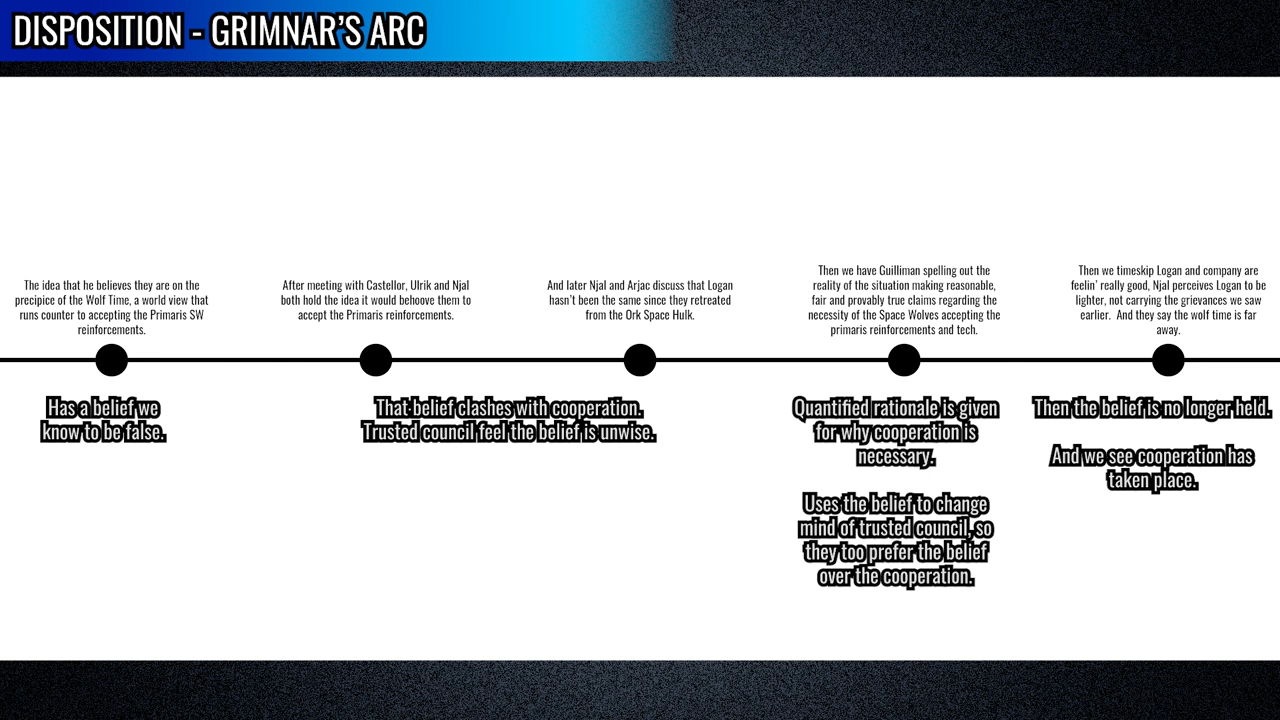 DISPOSITION - GRIMNAR'S ARC
The idea that he believes they are on the
precipice of the Wolf Time, a world view that
runs counter to accepting the Primaris SW
reinforcements.
After meeting with Castellor, Ulrik and Njal
both hold the idea it would behoove them to
accept the Primaris reinforcements.
And later Njal and Arjac discuss that Logan
hasn't been the same since they retreated
from the Ork Space Hulk.
Then we have Guilliman spelling out the
reality of the situation making reasonable,
fair and provably true claims regarding the
necessity of the Space Wolves accepting the
primaris reinforcements and tech.
Then we timeskip Logan and company are
feelin' really good, Njal perceives Logan to be
lighter, not carrying the grievances we saw
earlier.  And they say the wolf time is far
away.
Has a belief we
know to be false.
That belief clashes with cooperation.
Trusted council feel the belief is unwise.
Quantified rationale is given
for why cooperation is
necessary.
Uses the belief to change
mind of trusted council, so
they too prefer the belief
over the cooperation.
Then the belief is no longer held.
And we see cooperation has
taken place.